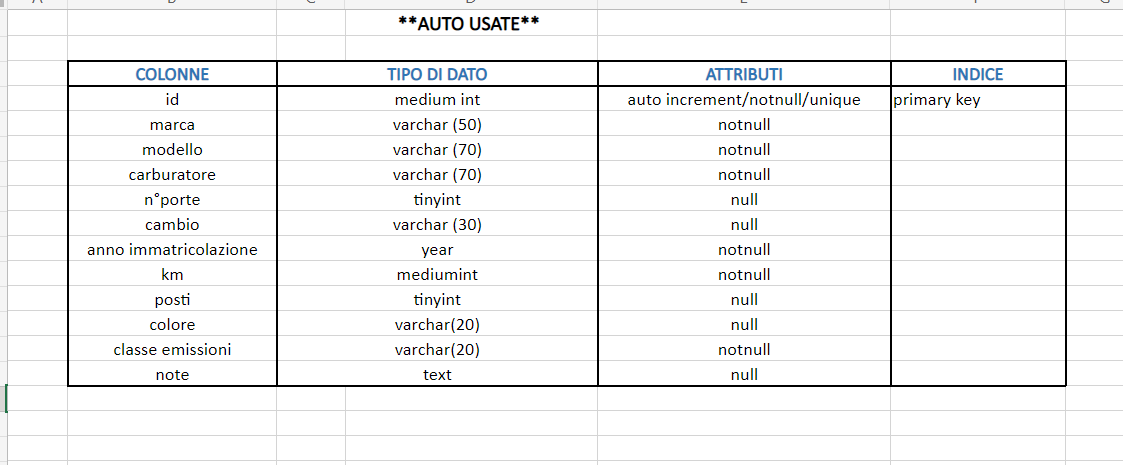 **AUTO USATE**
COLONNE TIPO DI DATO ATTRIBUTI INDICE
id medium int auto increment/notnull/unique primary key
marca varchar (50) notnull
modello varchar (70) notnull
carburatore varchar (70) notnull
n°porte tinyint null
cambio varchar (30) null
anno immatricolazione year notnull
km mediumint notnull
posti tinyint null
colore varchar(20) null
classe emissioni varchar(20) notnull
note text null